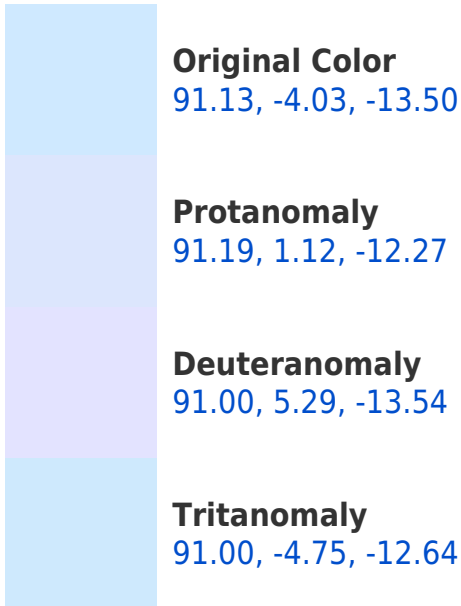 Original Color
91.13, -4.03, -13.50
Protanomaly
91.19, 1.12, -12.27
Deuteranomaly
91.00, 5.29, -13.54
Tritanomaly
91.00, -4.75, -12.64